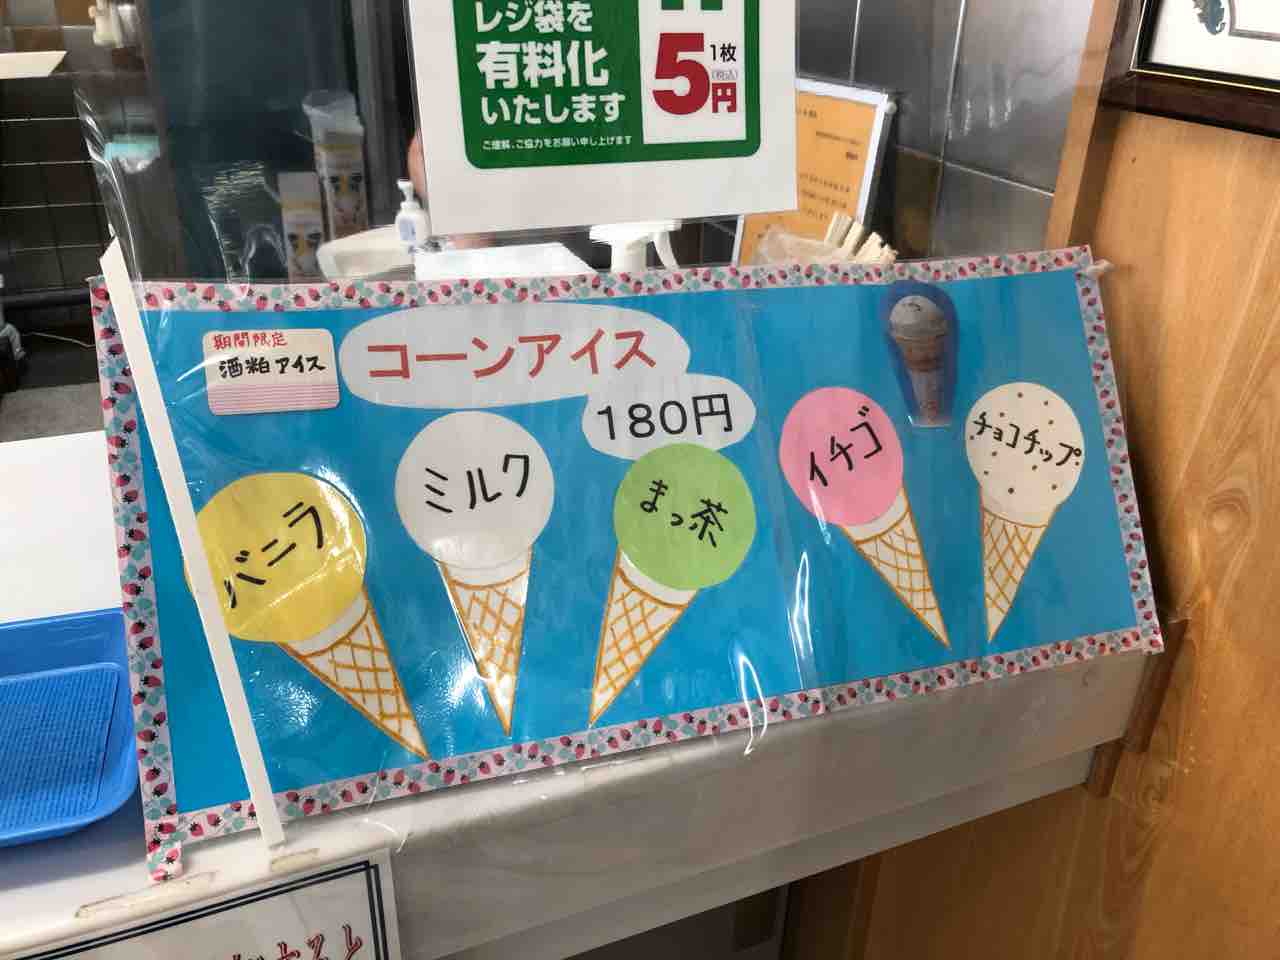 レジ袋を
有料化
いたします
ご理解、ご協力をお願い申し上げます
1枚
(税込)
5円
期間限定
酒粕アイス
コーンアイス
180円
バニラ
ミルク
まっ茶
イチゴ
チョコチップ